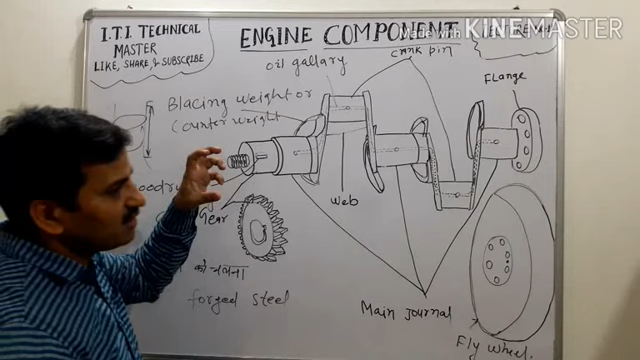 I.T.I. TECHNICAL
MASTER
LIKE, SHARE, & SUBSCRIBE
ENGINE COMPONENT
Made with KINEMASTER
oil gallary
crank pin
Flange
Blacing weight or
Counter weight
Gear
Web
forged steel
Main Journal
Fly wheel.